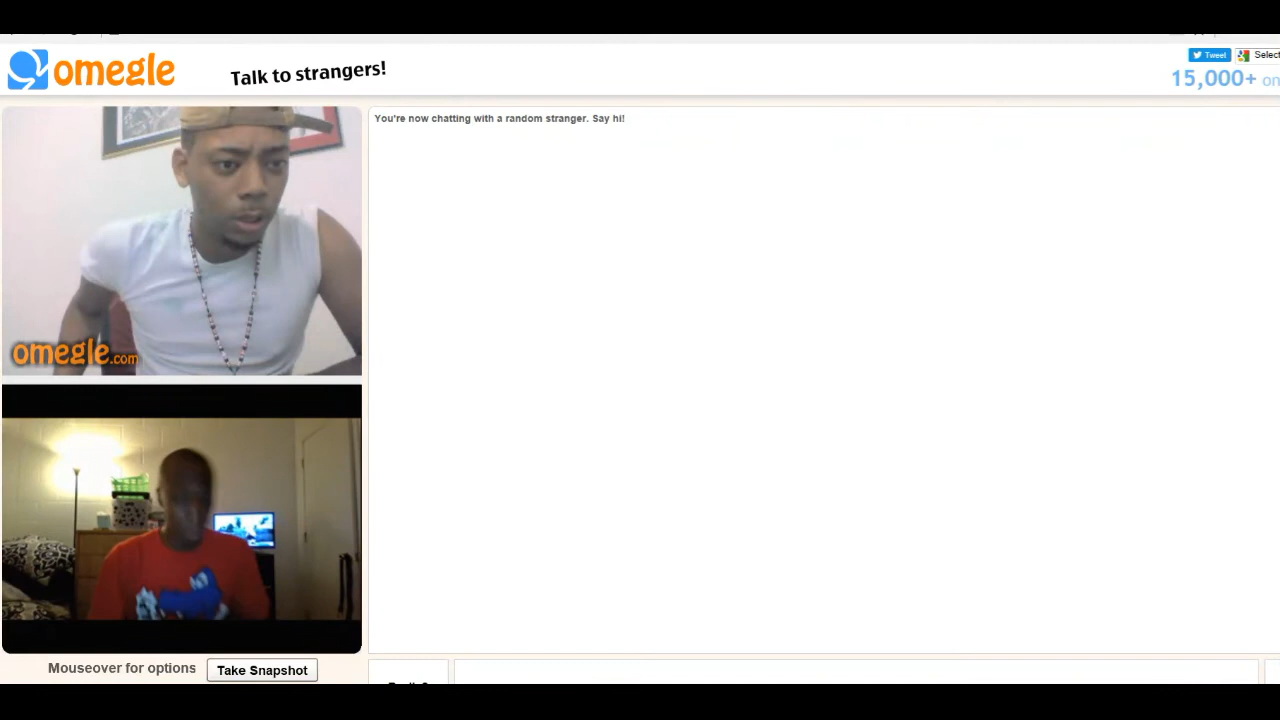 omegle
Talk to strangers!
Tweet
Select
15,000+ on
You're now chatting with a random stranger. Say hi!
omegle.com
Mouseover for options
Take Snapshot